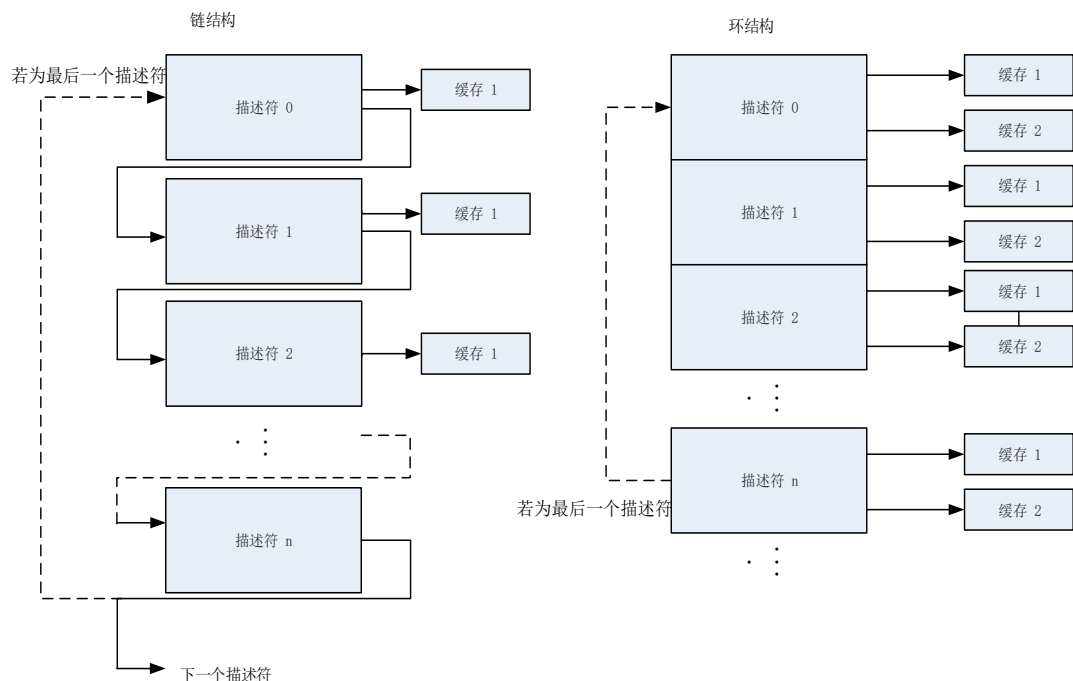 链结构
若为最后一个描述符
描述符 0
缓存 1
描述符 1
缓存 1
描述符 2
缓存 1
描述符 n
下一个描述符
环结构
描述符 0
缓存 1
缓存 2
描述符 1
缓存 1
缓存 2
描述符 2
缓存 1
缓存 2
描述符 n
缓存 1
缓存 2
若为最后一个描述符